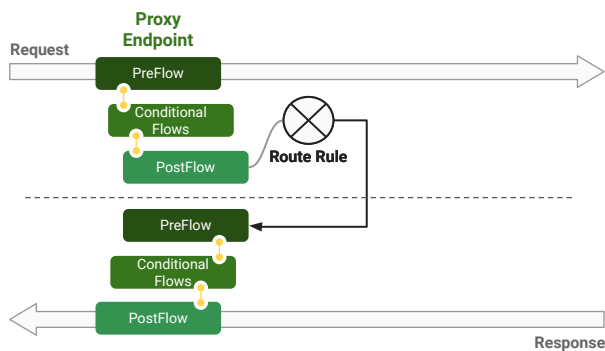 Proxy
Endpoint
Request
PreFlow
Conditional
Flows
PostFlow
Route Rule
PreFlow
Conditional
Flows
PostFlow
Response